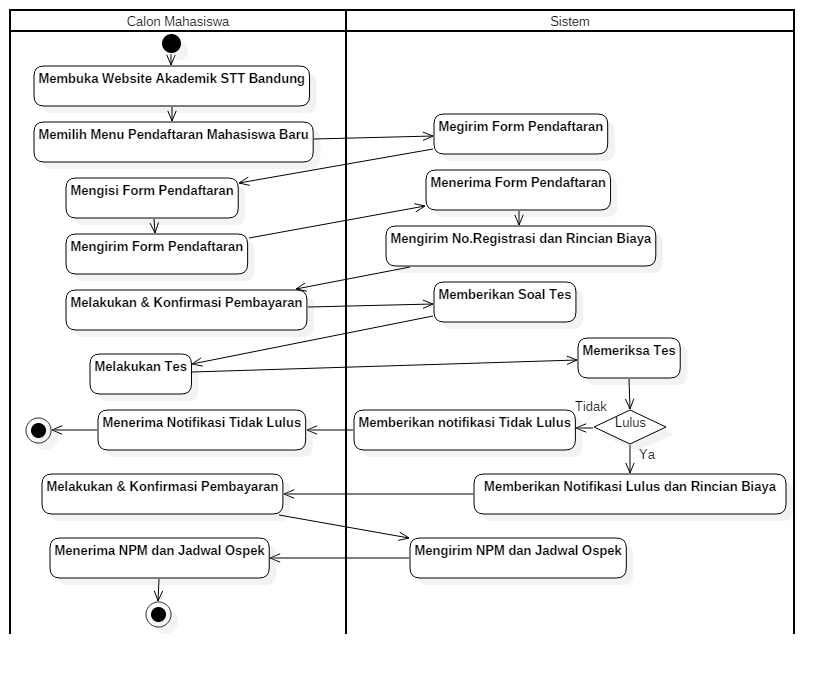 Calon Mahasiswa
Sistem
Membuka Website Akademik STT Bandung
Memilih Menu Pendaftaran Mahasiswa Baru
Megirim Form Pendaftaran
Mengisi Form Pendaftaran
Menerima Form Pendaftaran
Mengirim Form Pendaftaran
Mengirim No.Registrasi dan Rincian Biaya
Melakukan & Konfirmasi Pembayaran
Memberikan Soal Tes
Melakukan Tes
Memeriksa Tes
Tidak
Lulus
Memberikan notifikasi Tidak Lulus
Menerima Notifikasi Tidak Lulus
Ya
Memberikan Notifikasi Lulus dan Rincian Biaya
Melakukan & Konfirmasi Pembayaran
Mengirim NPM dan Jadwal Ospek
Menerima NPM dan Jadwal Ospek